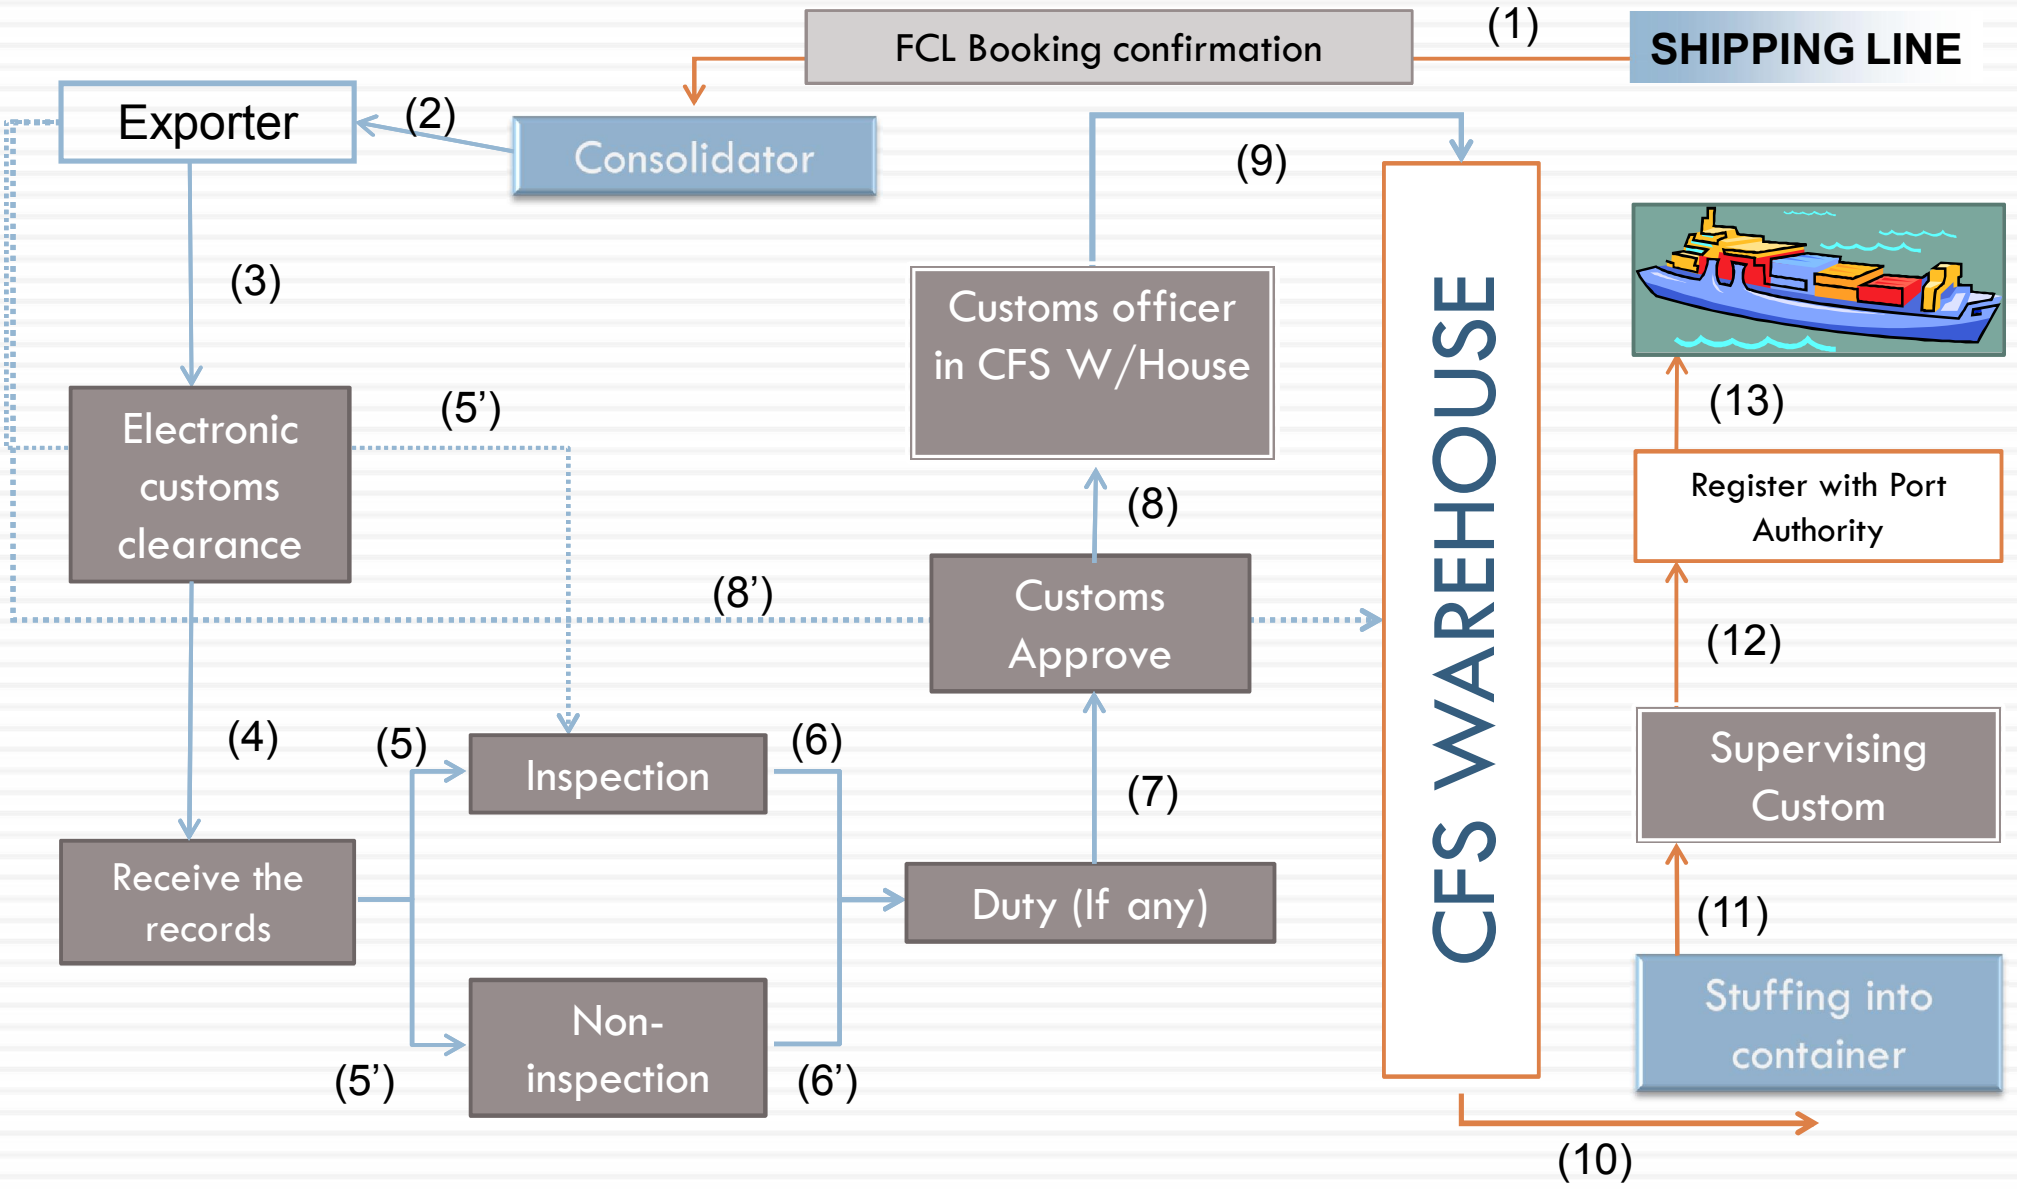 FCL Booking confirmation
(1)
SHIPPING LINE
Exporter
(2)
Consolidator
(9)
(3)
Customs officer
in CFS W/House
CFS WAREHOUSE
(13)
Electronic
customs
clearance
(5’)
(8)
Register with Port
Authority
(8’)
Customs
Approve
(12)
(4)
(5)
Inspection
(6)
(7)
Supervising
Custom
Receive the
records
Duty (If any)
(11)
Non-
inspection
(5’)
(6’)
Stuffing into
container
(10)